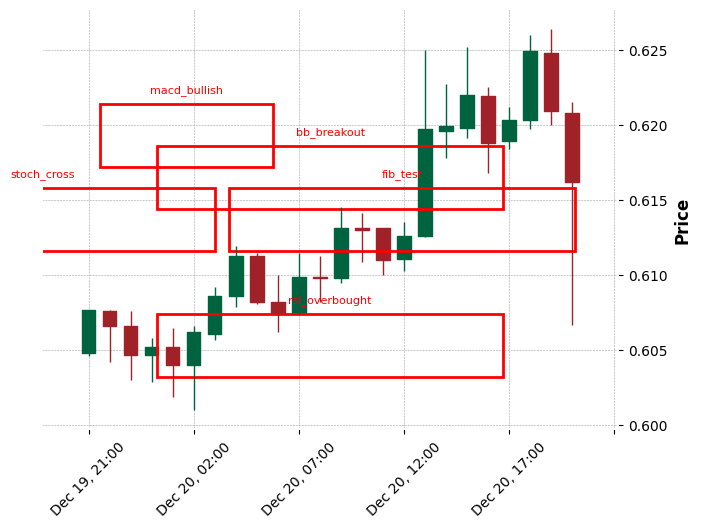 macd_bullish
bb_breakout
stoch_cross
fib_test
rsi_overbought
0.625
0.620
0.615
0.610
0.605
0.600
Price
Dec 19, 21:00
Dec 20, 02:00
Dec 20, 07:00
Dec 20, 12:00
Dec 20, 17:00